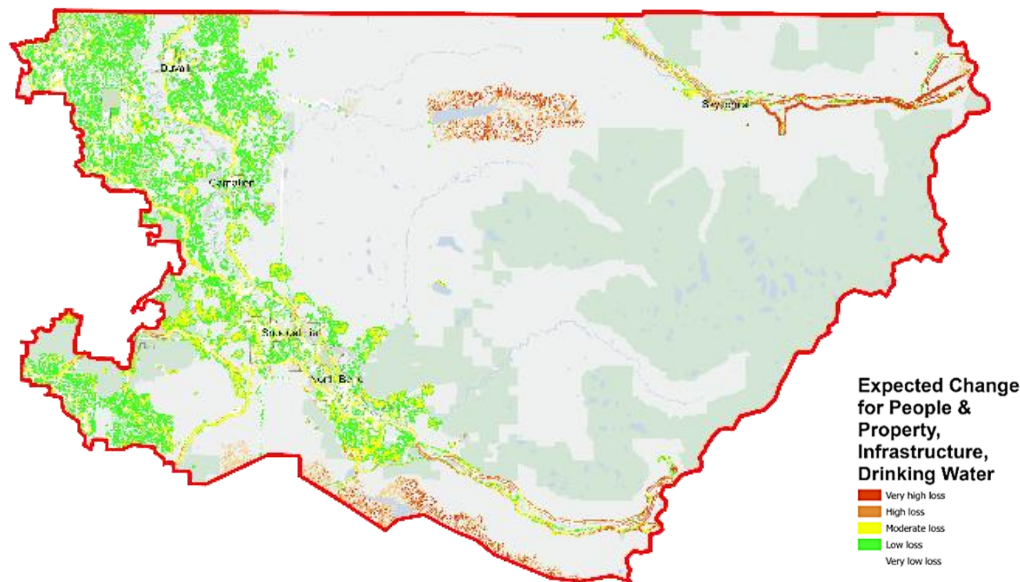 Duvall
Skykomish
Carnation
Snoqualmie
North Bend
Expected Change
for People &
Property,
Infrastructure,
Drinking Water
Very high loss
High loss
Moderate loss
Low loss
Very low loss